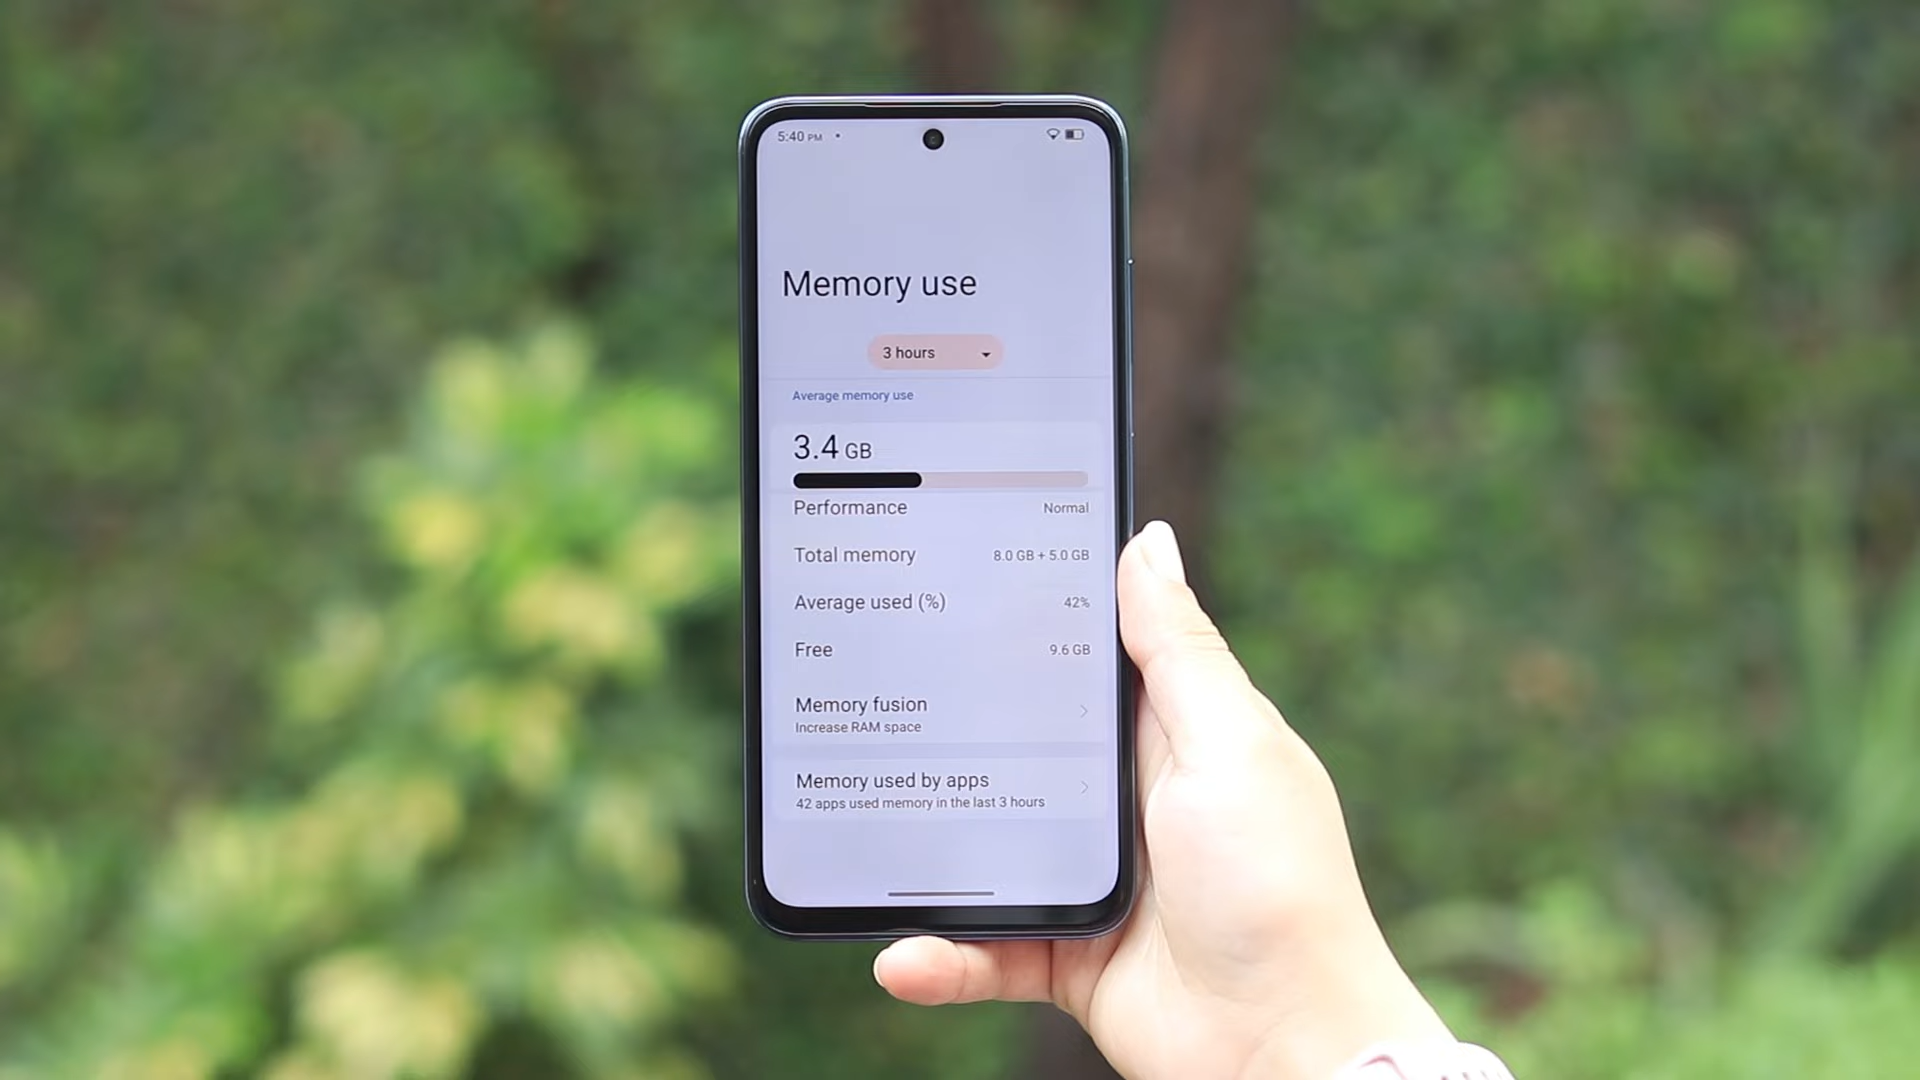 5:40 PM
Memory use
3 hours
Average memory use
3.4 GB
Performance Normal
Total memory 8.0 GB + 5.0 GB
Average used (%) 42%
Free 9.6 GB
Memory fusion
Increase RAM space
Memory used by apps
42 apps used memory in the last 3 hours